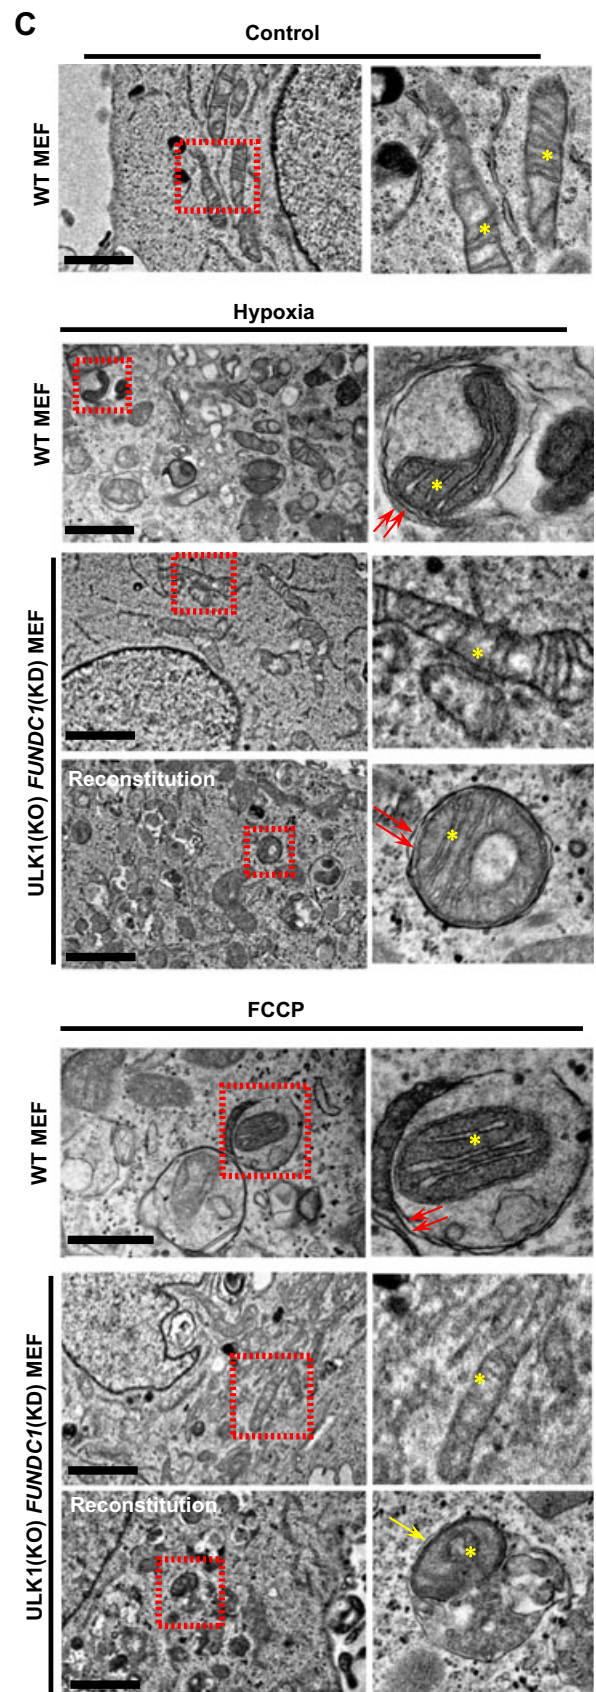 C
Control
WT MEF
Hypoxia
WT MEF
ULK1(KO) FUNDC1(KD) MEF
Reconstitution
FCCP
WT MEF
ULK1(KO) FUNDC1(KD) MEF
Reconstitution